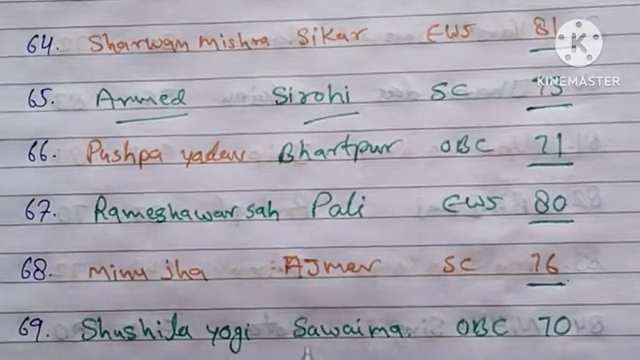 64. Sharwan mishra Sikar EWS 81
KINEMASTER
65. Armed Sirohi SC 75
66. Pushpa yadav Bhartpur OBC 71
67. Rameshawar sah Pali EWS 80
68. Minu jha AJmer SC 76
69. Shushila yogi Sawaima. OBC 70